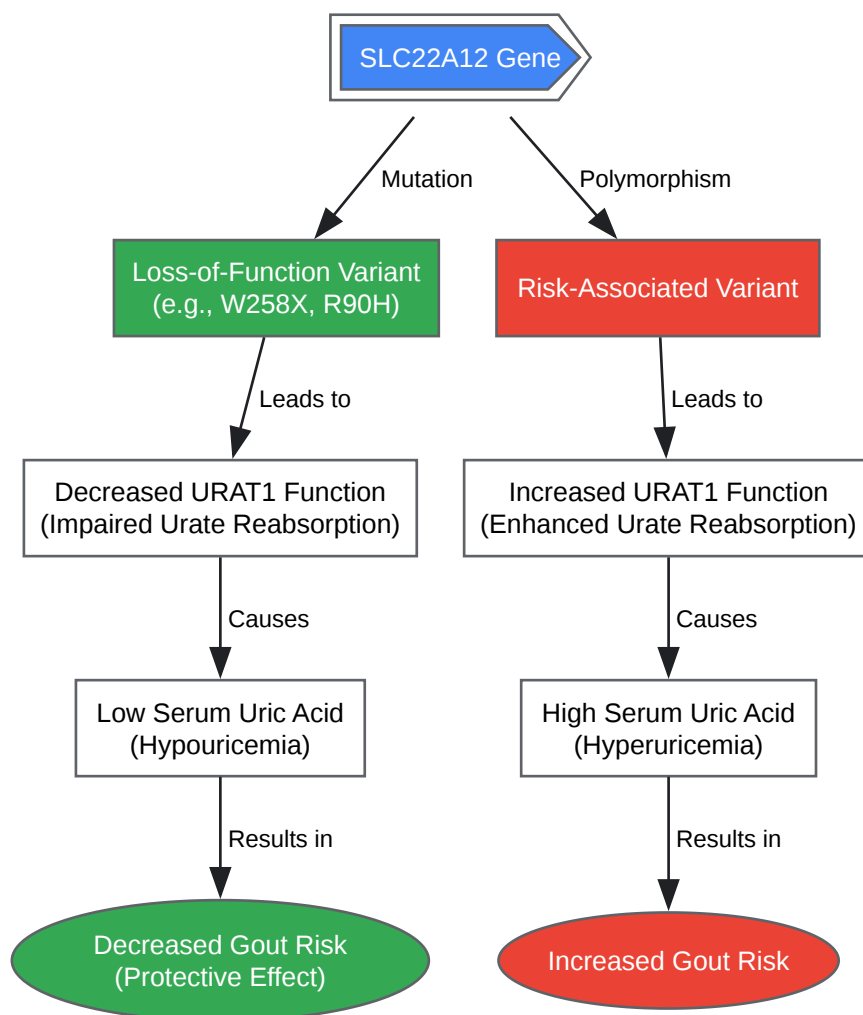 SLC22A12 Gene
Mutation
Polymorphism
Loss-of-Function Variant
(e.g., W258X, R90H)
Risk-Associated Variant
Leads to
Leads to
Decreased URAT1 Function
(Impaired Urate Reabsorption)
Increased URAT1 Function
(Enhanced Urate Reabsorption)
Causes
Causes
Low Serum Uric Acid
(Hypouricemia)
High Serum Uric Acid
(Hyperuricemia)
Results in
Results in
Decreased Gout Risk
(Protective Effect)
Increased Gout Risk